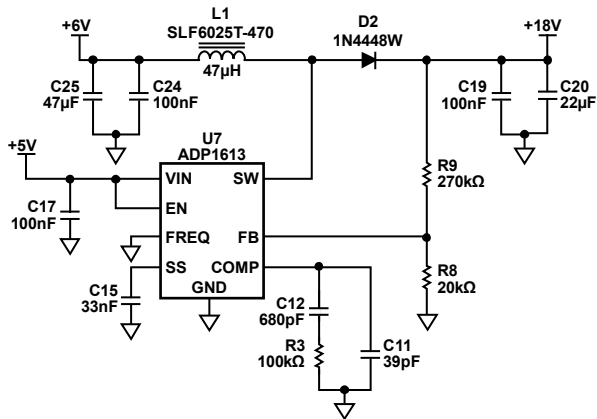 L1
SLF6025T-470
47µH
D2
1N4448W
+6V
+18V
C25
47µF
C24
100nF
C19
100nF
C20
22µF
+5V
U7
ADP1613
VIN
SW
EN
FREQ
FB
SS
COMP
GND
R9
270kΩ
C17
100nF
C15
33nF
R8
20kΩ
C12
680pF
R3
100kΩ
C11
39pF